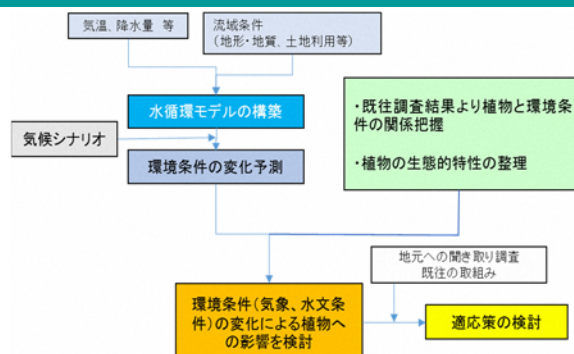 気温、降水量 等
流域条件
(地形・地質、土地利用等)
水循環モデルの構築
気候シナリオ
環境条件の変化予測
・既往調査結果より植物と環境条
件の関係把握
・植物の生態的特性の整理
地元への聞き取り調査
既往の取組み
環境条件(気象、水文条
件)の変化による植物へ
の影響を検討
適応策の検討